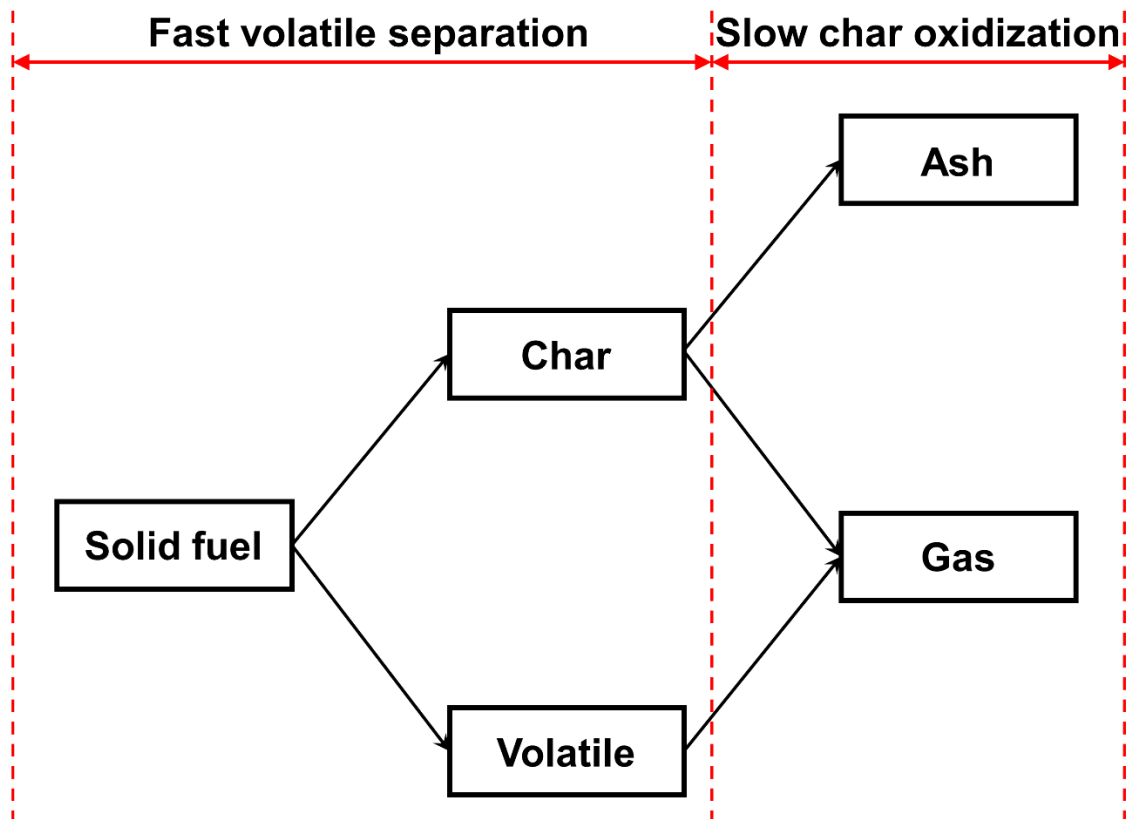 Fast volatile separation
Slow char oxidization
Ash
Char
Solid fuel
Gas
Volatile